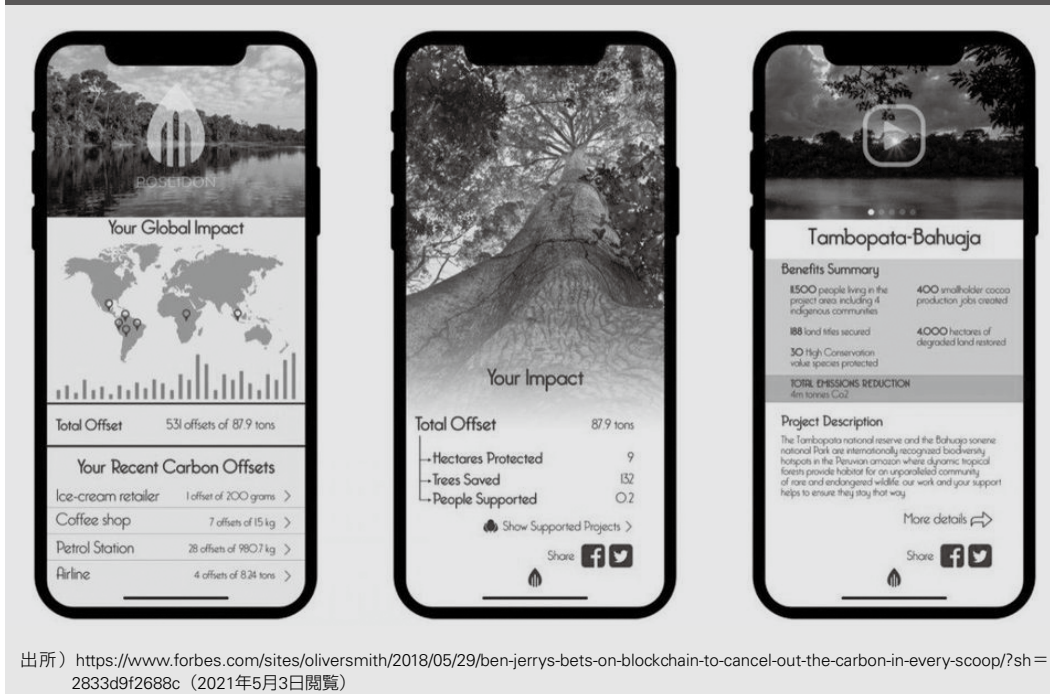 POSEIDON
Your Global Impact
Total Offset 531 offsets of 87.9 tons
Your Recent Carbon Offsets
Ice-cream retailer 1 offset of 200 grams >
Coffee shop 7 offsets of 15 kg >
Petrol Station 28 offsets of 980.7 kg >
Airline 4 offsets of 8.24 tons >
Your Impact
Total Offset 87.9 tons
Hectares Protected 9
Trees Saved 132
People Supported 0.2
Show Supported Projects >
Share
Tambopata-Bahuaja
Benefits Summary
people living in the
project area including 4
indigenous communities
400 smallholder cocoa
production jobs created
188 land titles secured
4,000 hectares of
degraded land restored
30 High Conservation
value species protected
TOTAL EMISSIONS REDUCTION
4m tonnes Co2
Project Description
The Tambopata national reserve and the Bahuaja sonene
national Park are internationally recognized biodiversity
hotspots in the Peruvian amazon where dynamic tropical
forests provide habitat for an unparalleled community
of rare and endangered wildlife. our work and your support
helps to ensure they stay that way
More details
Share
出所）https://www.forbes.com/sites/oliversmith/2018/05/29/ben-jerrys-bets-on-blockchain-to-cancel-out-the-carbon-in-every-scoop/?sh＝
2833d9f2688c（2021年5月3日閲覧）